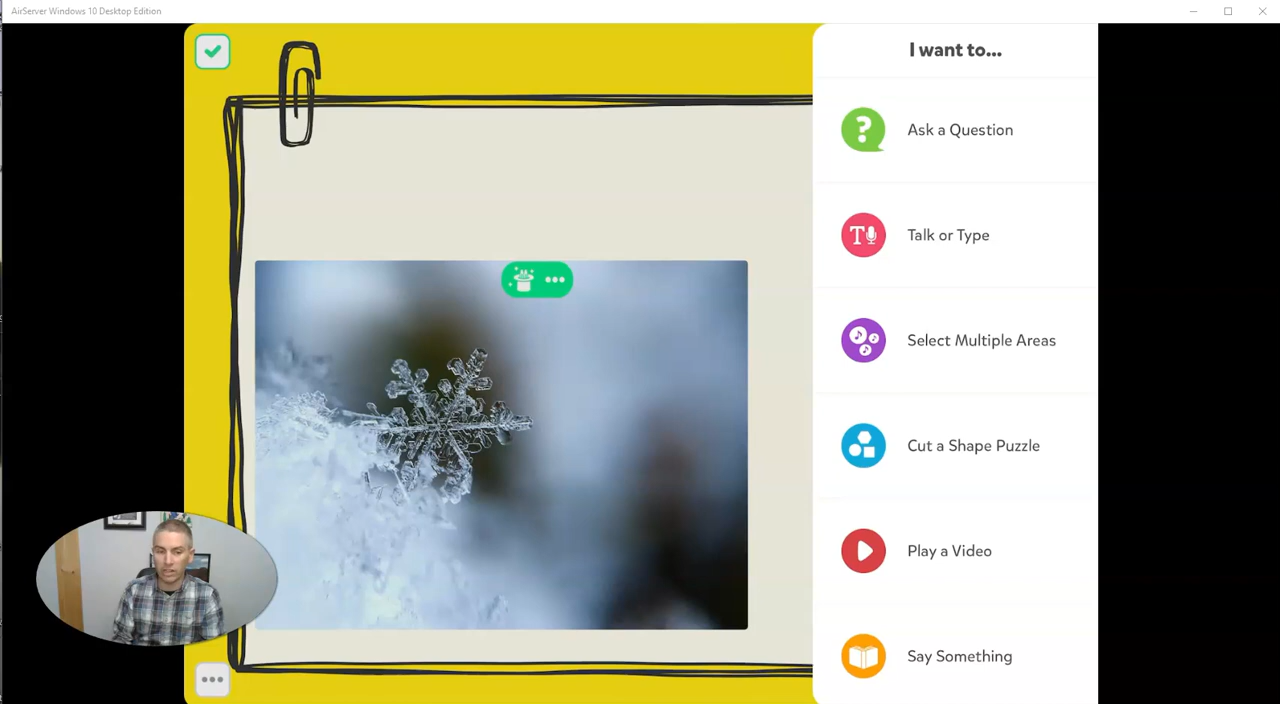 AirServer Windows 10 Desktop Edition
I want to...
Ask a Question
Talk or Type
Select Multiple Areas
Cut a Shape Puzzle
Play a Video
Say Something